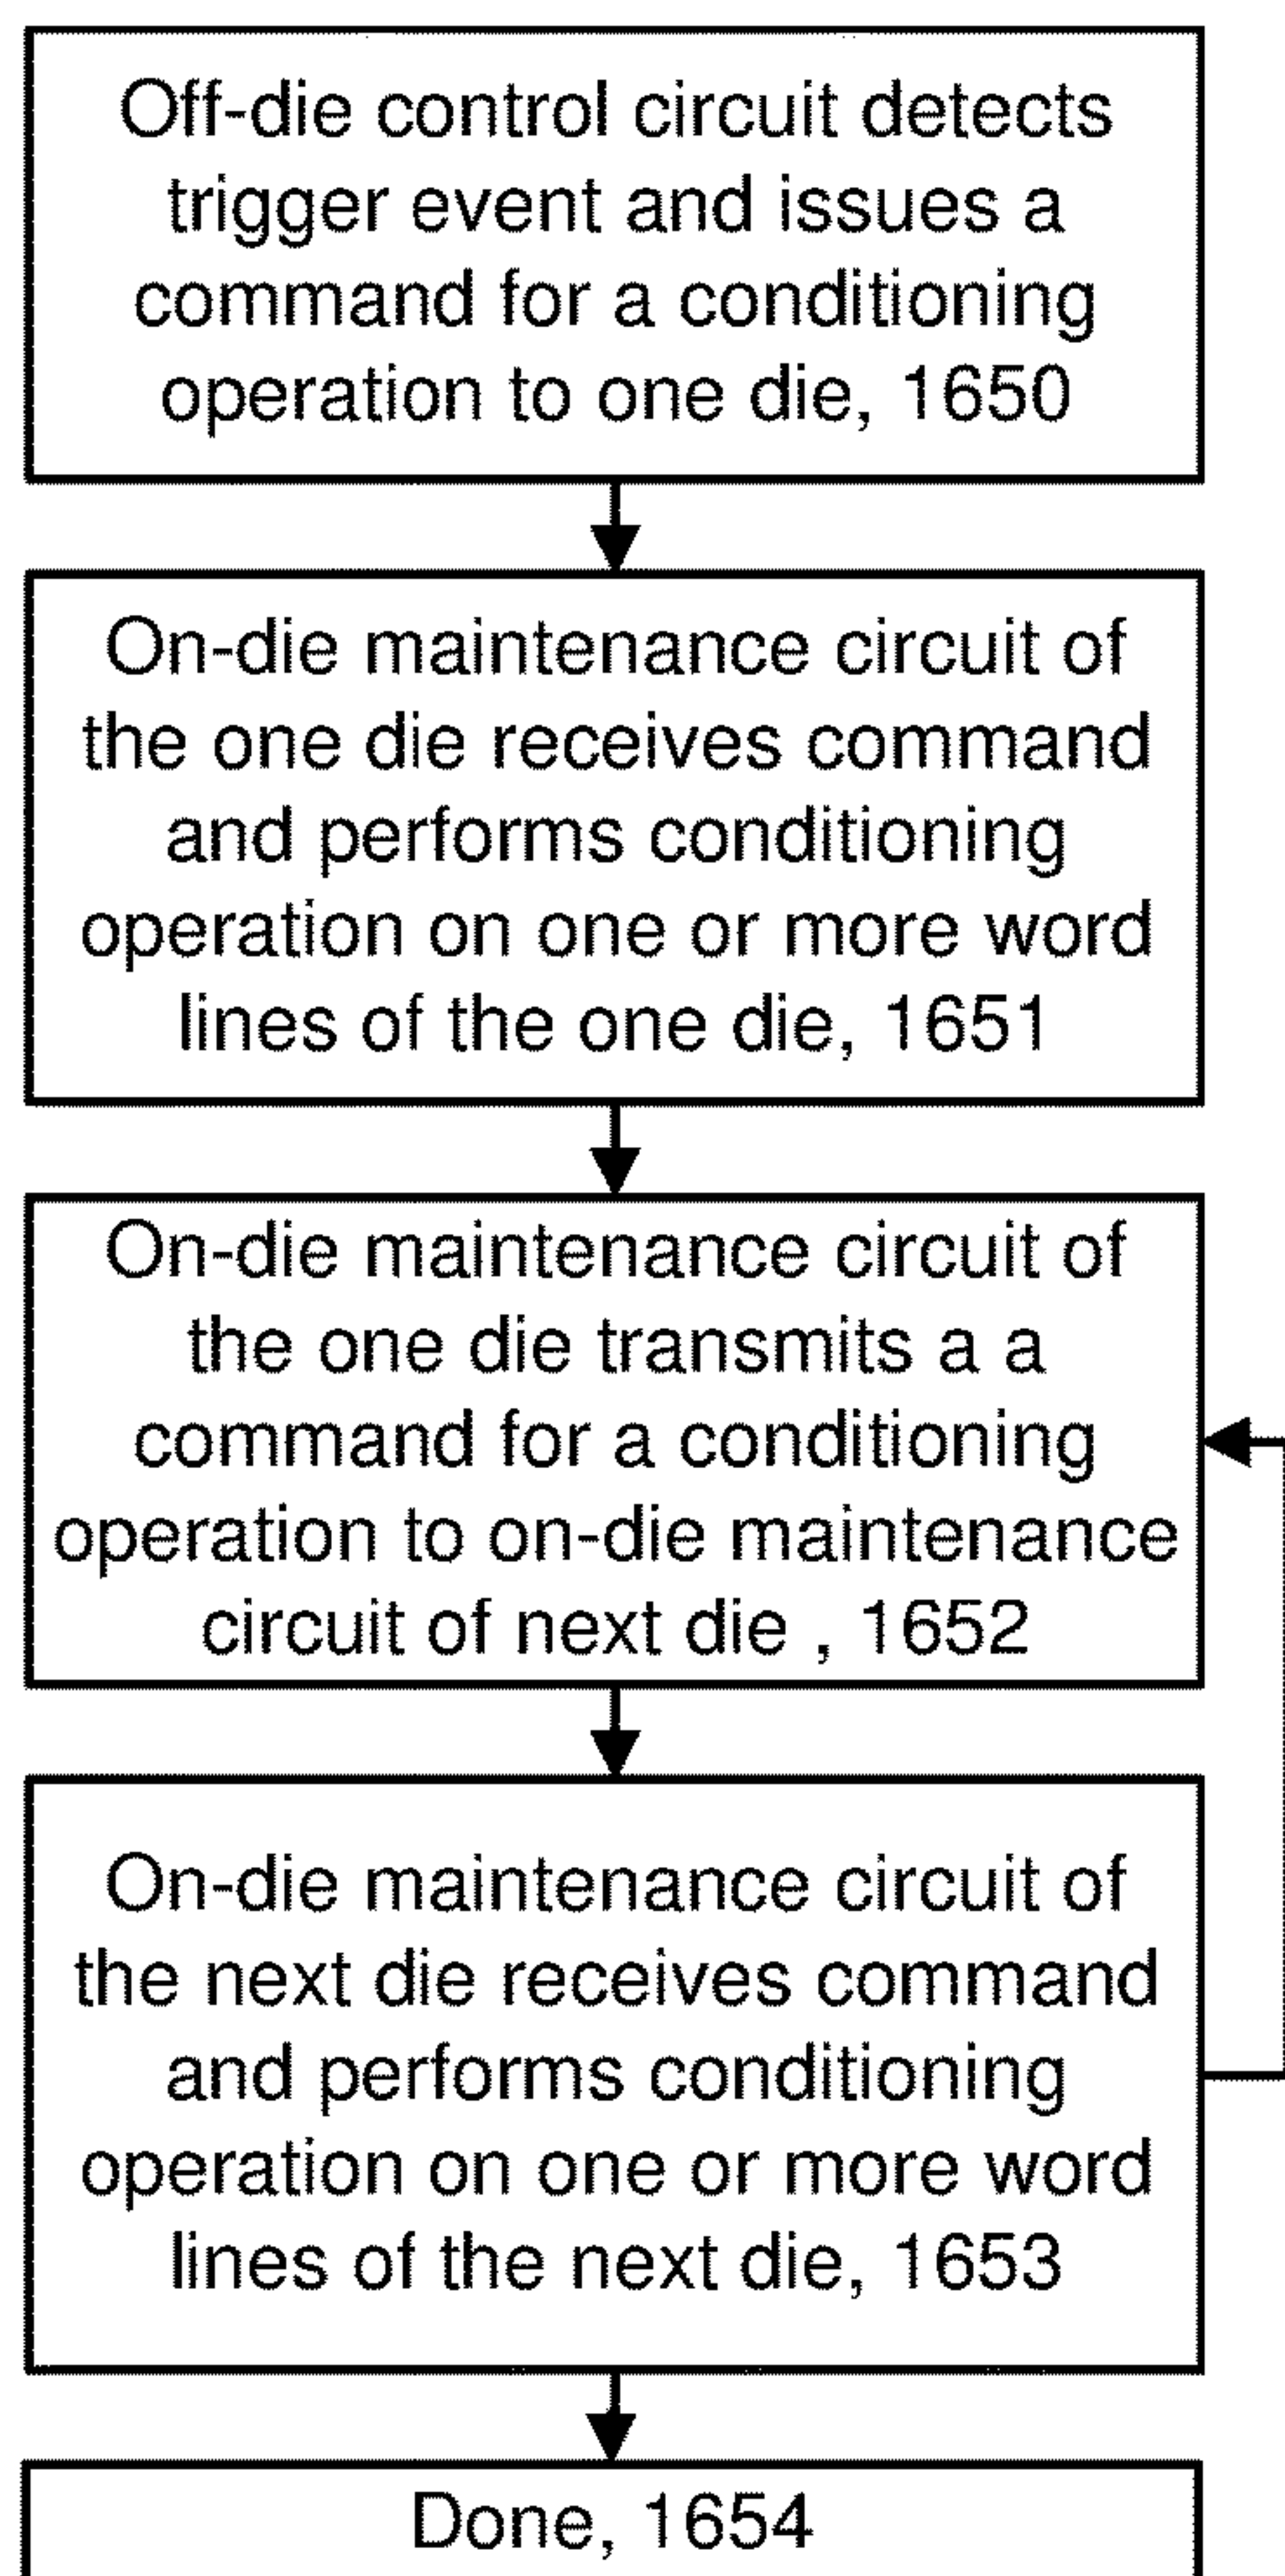 Off-die control circuit detects
trigger event and issues a
command for a conditioning
operation to one die, 1650
On-die maintenance circuit of
the one die receives command
and performs conditioning
operation on one or more word
lines of the one die, 1651
On-die maintenance circuit of
the one die transmits a a
command for a conditioning
operation to on-die maintenance
circuit of next die , 1652
On-die maintenance circuit of
the next die receives command
and performs conditioning
operation on one or more word
lines of the next die, 1653
Done, 1654